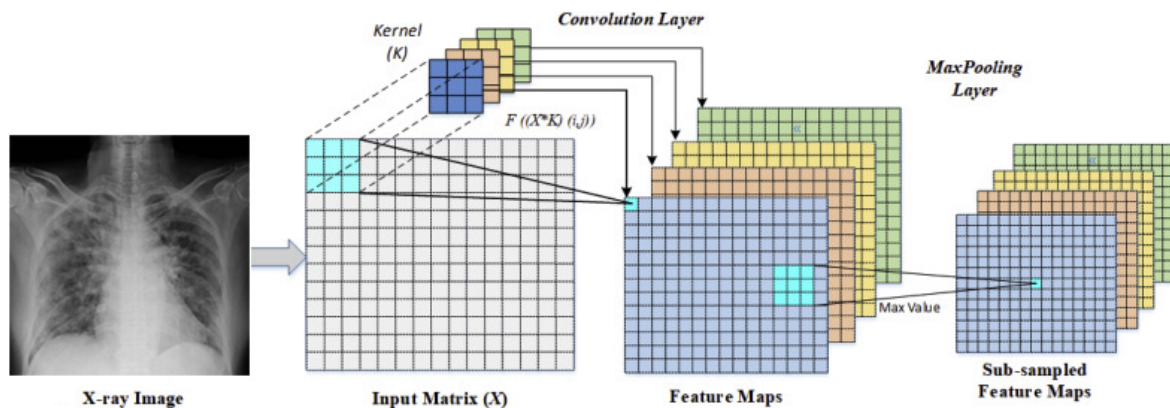 Convolution Layer
Kernel
(K)
MaxPooling
Layer
F ((X*K) (i,j))
«
«
Max Value
X-ray Image
Input Matrix (X)
Feature Maps
Sub-sampled
Feature Maps